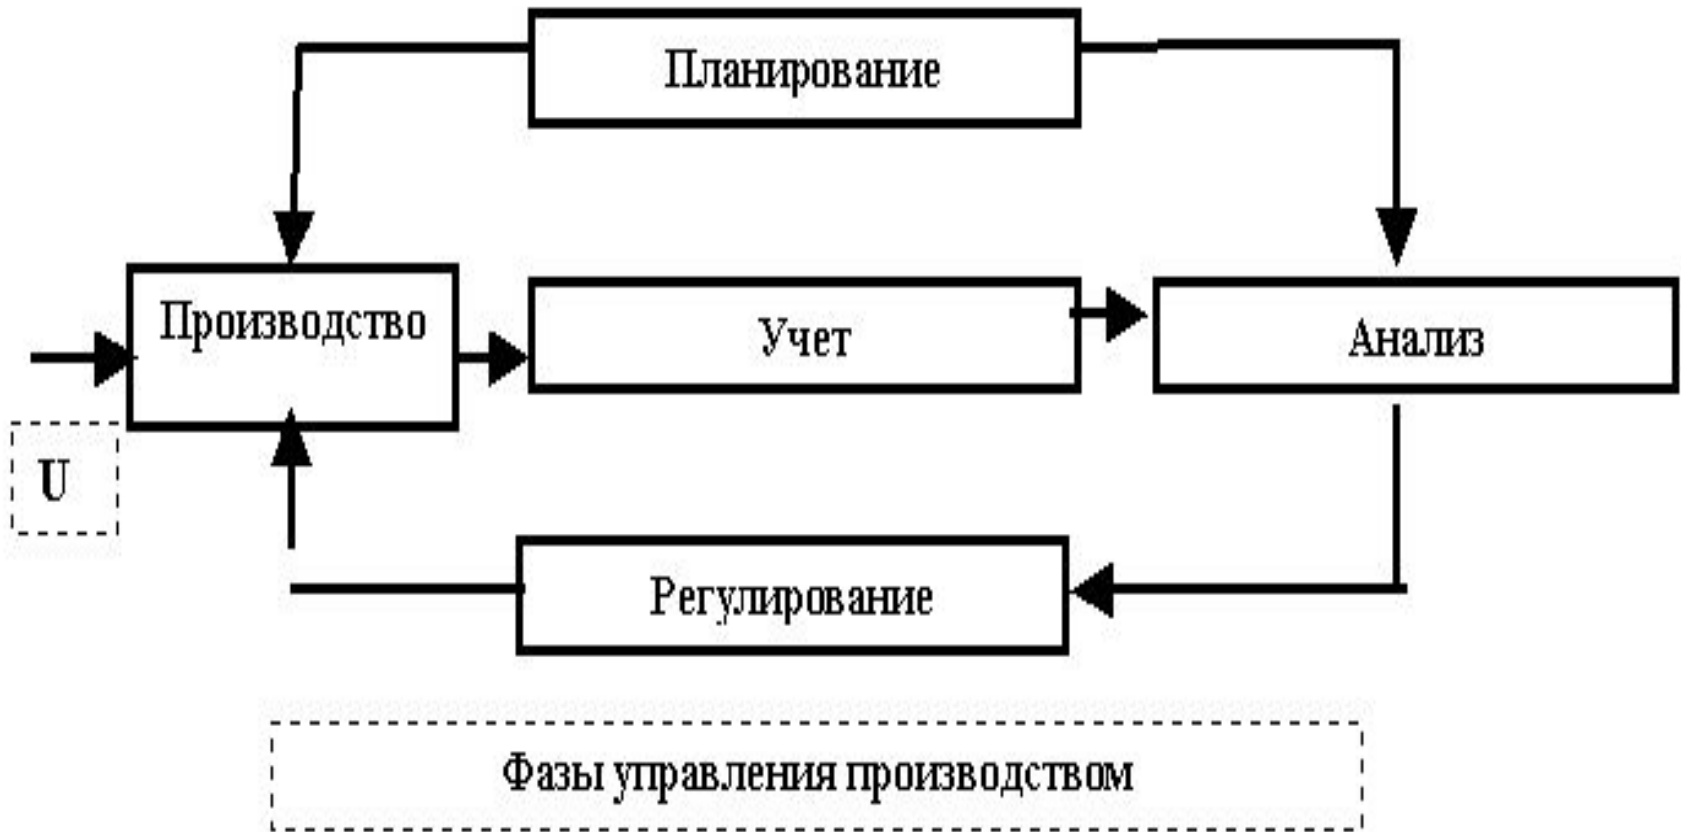 Планирование
Производство
Учет
Анализ
U
Регулирование
Фазы управления производством